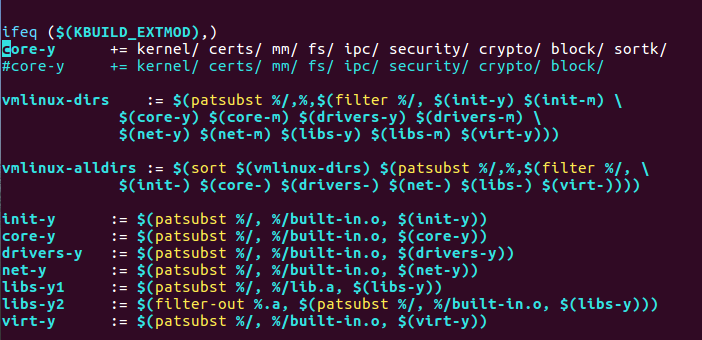 ifeq ($(KBUILD_EXTMOD),)
core-y += kernel/ certs/ mm/ fs/ ipc/ security/ crypto/ block/ sortk/
#core-y += kernel/ certs/ mm/ fs/ ipc/ security/ crypto/ block/
vmlinux-dirs := $(patsubst %/,%,$(filter %/, $(init-y) $(init-m) \
$(core-y) $(core-m) $(drivers-y) $(drivers-m) \
$(net-y) $(net-m) $(libs-y) $(libs-m) $(virt-y)))
vmlinux-alldirs := $(sort $(vmlinux-dirs) $(patsubst %/,%,$(filter %/, \
$(init-) $(core-) $(drivers-) $(net-) $(libs-) $(virt-))))
init-y := $(patsubst %/, %/built-in.o, $(init-y))
core-y := $(patsubst %/, %/built-in.o, $(core-y))
drivers-y := $(patsubst %/, %/built-in.o, $(drivers-y))
net-y := $(patsubst %/, %/built-in.o, $(net-y))
libs-y1 := $(patsubst %/, %/lib.a, $(libs-y))
libs-y2 := $(filter-out %.a, $(patsubst %/, %/built-in.o, $(libs-y)))
virt-y := $(patsubst %/, %/built-in.o, $(virt-y))